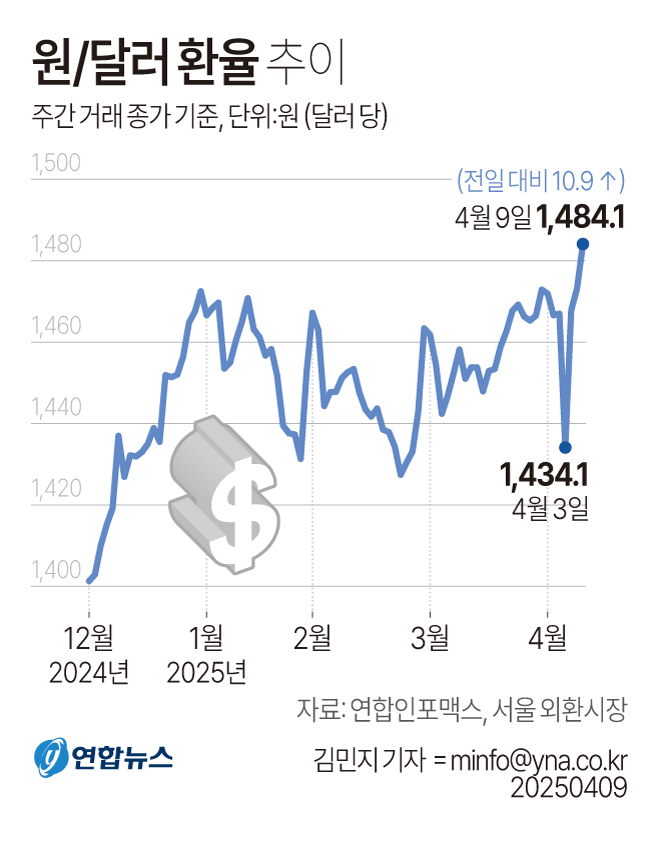 원/달러 환율 추이
주간 거래 종가 기준, 단위:원 (달러 당)
1,500
(전일 대비 10.9 ↑)
4월 9일 1,484.1
1,480
1,460
1,440
1,434.1
4월 3일
1,420
1,400
12월 1월 2월 3월 4월
2024년 2025년
자료: 연합인포맥스, 서울 외환시장
연합뉴스
김민지 기자 = minfo@yna.co.kr
20250409